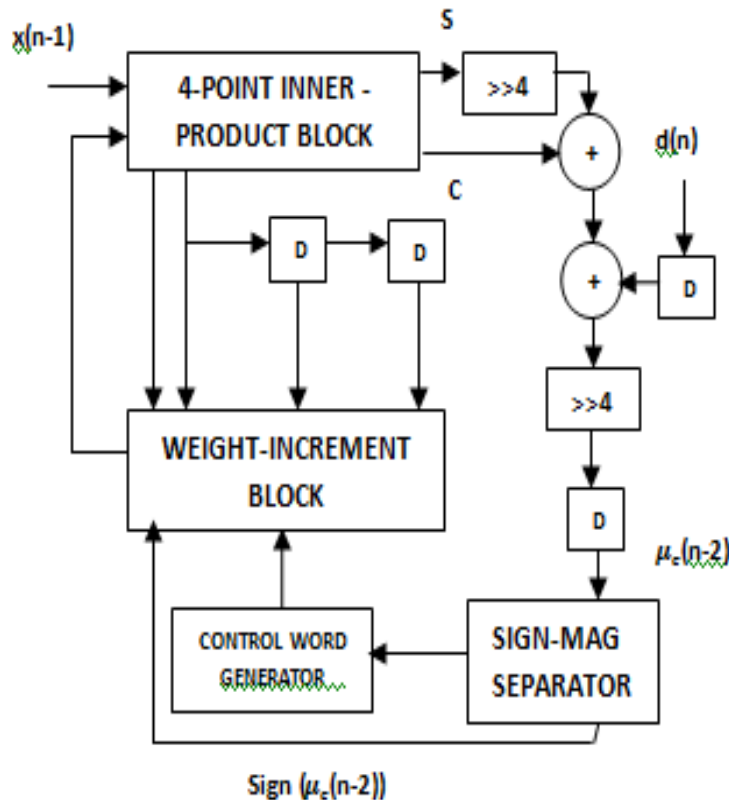 S
x(n-1)
4-POINT INNER -
PRODUCT BLOCK
>>4
+
d(n)
C
D
D
+
D
>>4
WEIGHT-INCREMENT
BLOCK
D
μe(n-2)
CONTROL WORD
GENERATOR
SIGN-MAG
SEPARATOR
Sign (μe(n-2))